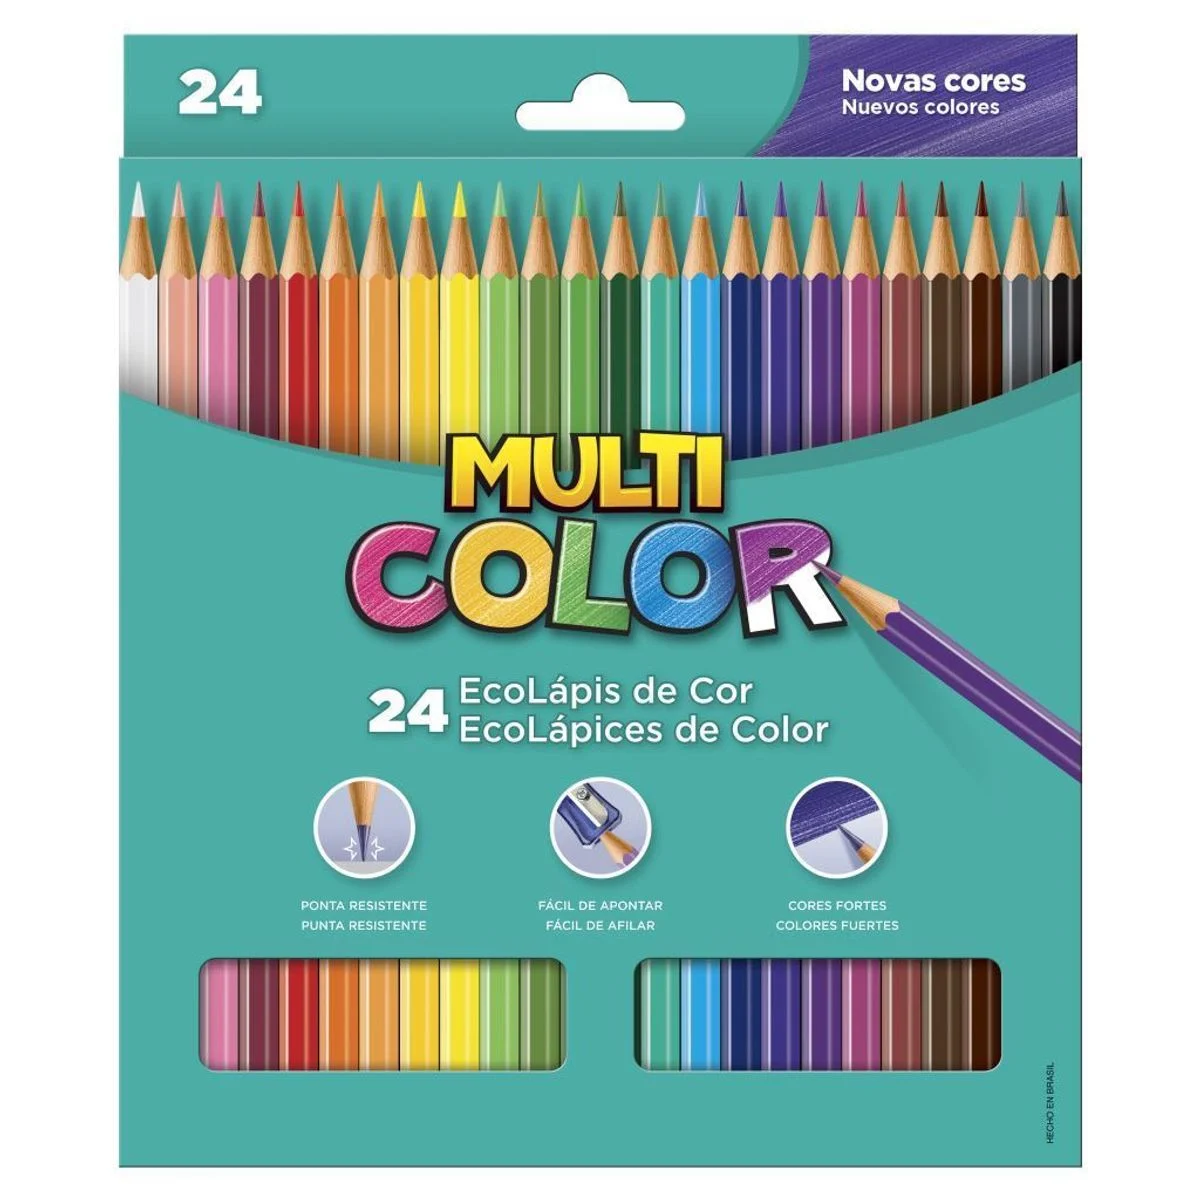 24
Novas cores
Nuevos colores
MULTI
COLOR
24 EcoLápis de Cor
EcoLápices de Color
PONTA RESISTENTE
PUNTA RESISTENTE
FÁCIL DE APONTAR
FÁCIL DE AFILAR
CORES FORTES
COLORES FUERTES
HECHO EN BRASIL